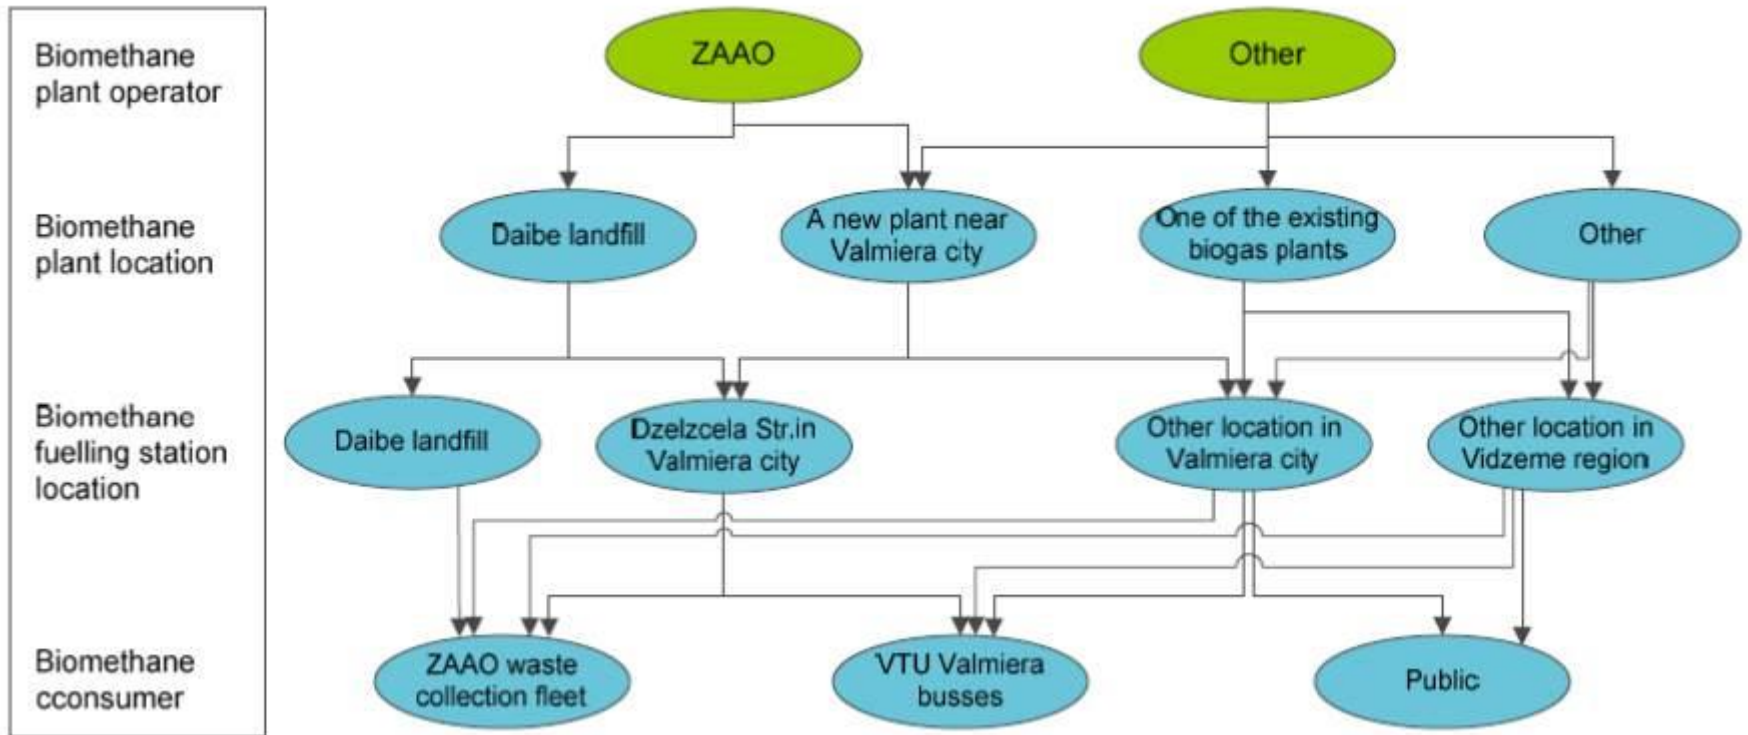 Biomethane
plant operator
ZAAO
Other
Biomethane
plant location
Daibe landfill
A new plant near
Valmiera city
One of the existing
biogas plants
Other
Biomethane
fuelling station
location
Daibe landfill
Dzelzcela Str.in
Valmiera city
Other location in
Valmiera city
Other location in
Vidzeme region
Biomethane
cconsumer
ZAAO waste
collection fleet
VTU Valmiera
busses
Public